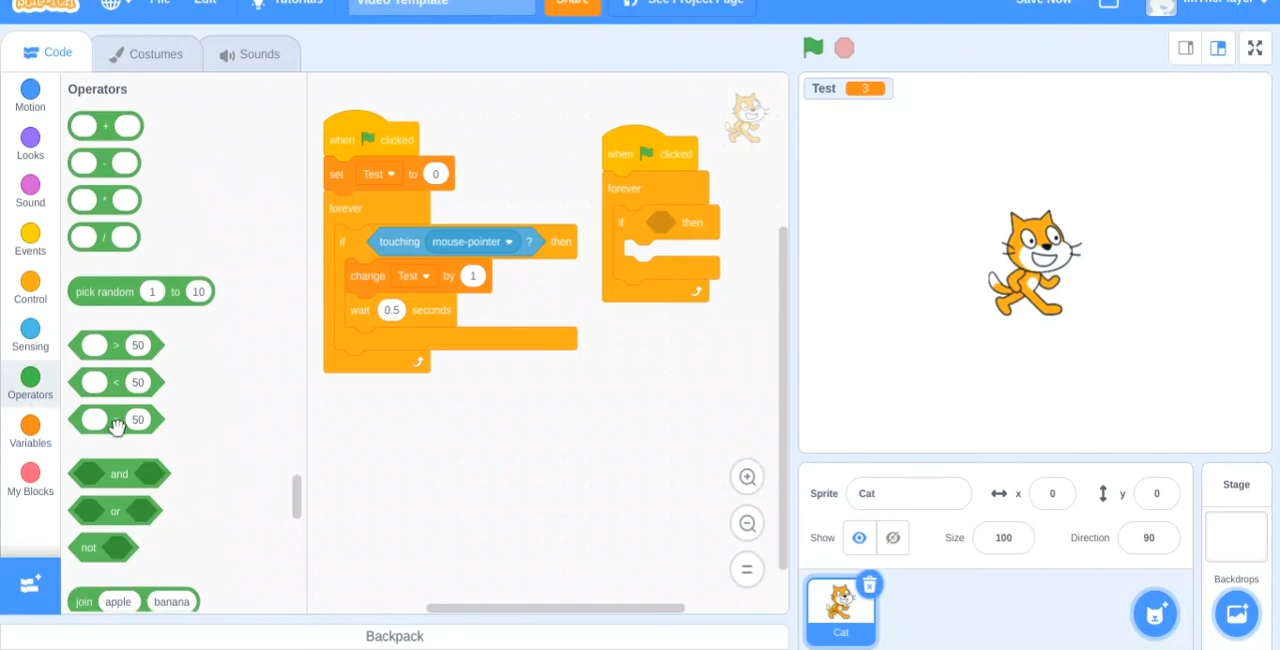 File
Edit
Tutorials
Video Template
Share
See Project Page
Save Now
Code
Costumes
Sounds
Motion
Looks
Sound
Events
Control
Sensing
Operators
Variables
My Blocks
Operators
+
-
*
/
pick random 1 to 10
> 50
< 50
= 50
and
or
not
join apple banana
when clicked
set Test to 0
forever
if touching mouse-pointer ? then
change Test by 1
wait 0.5 seconds
when clicked
forever
if then
Backpack
Test 3
Sprite Cat x 0 y 0
Show Size 100 Direction 90
Cat
Stage
Backdrops